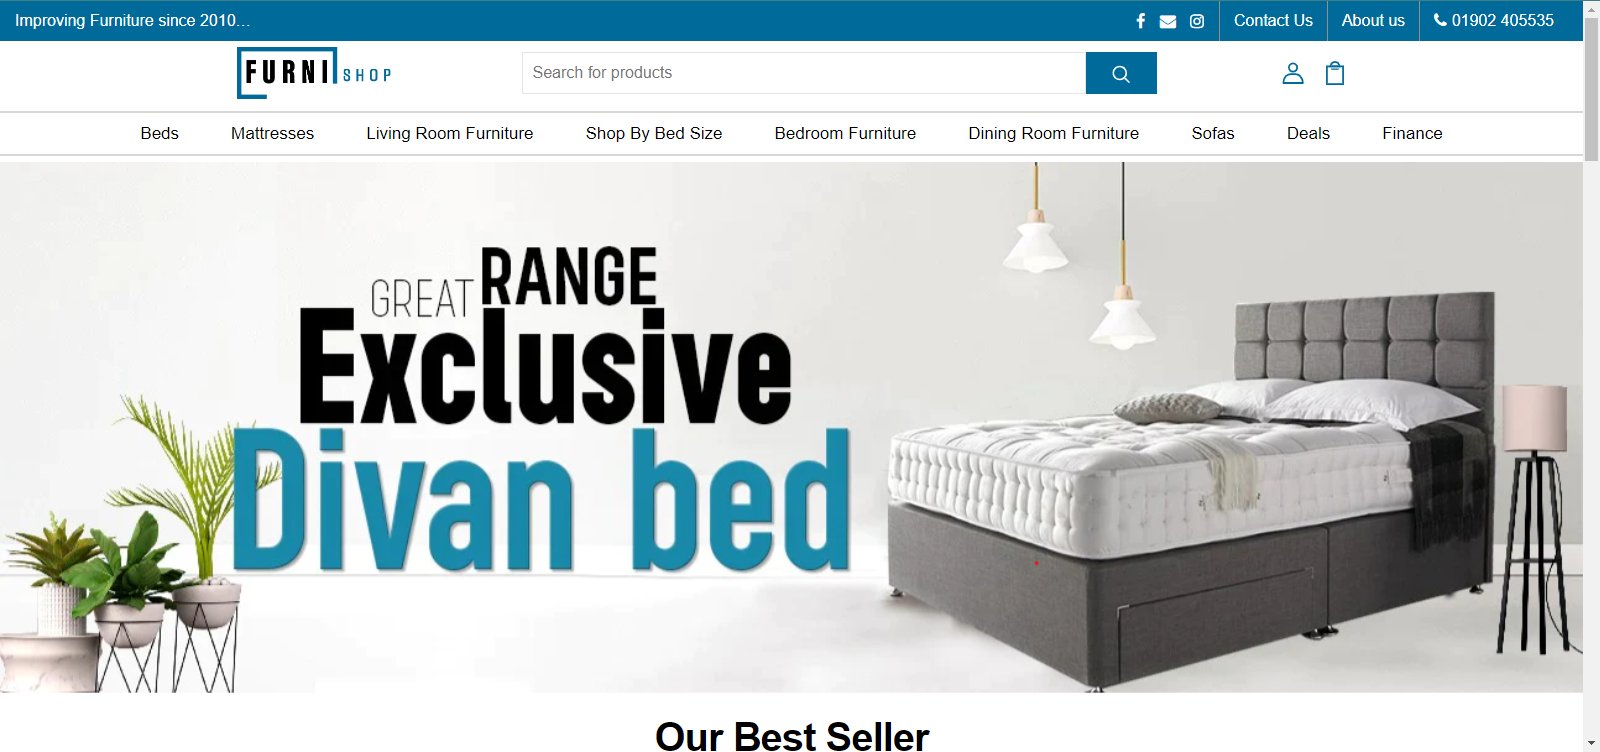 Improving Furniture since 2010...
Contact Us
About us
01902 405535
FURNI SHOP
Search for products
Beds
Mattresses
Living Room Furniture
Shop By Bed Size
Bedroom Furniture
Dining Room Furniture
Sofas
Deals
Finance
GREAT RANGE
Exclusive
Divan bed
Our Best Seller